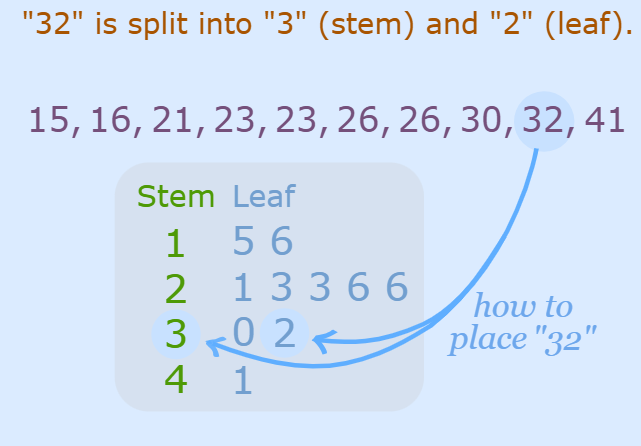 "32" is split into "3" (stem) and "2" (leaf).
15, 16, 21, 23, 23, 26, 26, 30, 32, 41
Stem Leaf
1 5 6
2 1 3 3 6 6
3 0 2
4 1
how to
place "32"